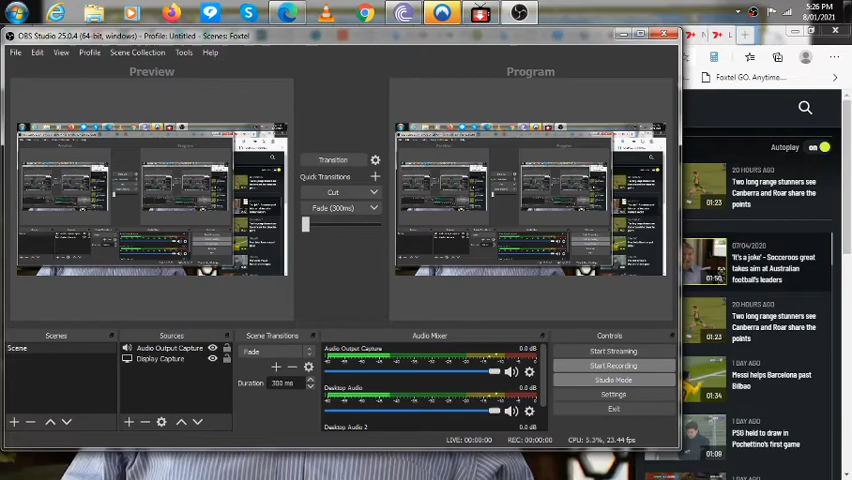 5:26 PM
8/01/2021
OBS Studio 25.0.4 (64-bit, windows) - Profile: Untitled - Scenes: Foxtel
File Edit View Profile Scene Collection Tools Help
Preview
Program
Transition
Quick Transitions
Cut
Fade (300ms)
Scenes
Scene
Sources
Audio Output Capture
Display Capture
Scene Transitions
Fade
Duration 300 ms
Audio Mixer
Audio Output Capture 0.0 dB
Desktop Audio 0.0 dB
Desktop Audio 2 0.0 dB
Controls
Start Streaming
Start Recording
Studio Mode
Settings
Exit
LIVE: 00:00:00 REC: 00:00:00 CPU: 5.3%, 23.44 fps
Foxtel GO. Anytime...
Autoplay on
20 HOURS AGO
Two long range stunners see
Canberra and Roar share the
points
01:23
07/04/2020
'It's a joke' - Socceroos great
takes aim at Australian
football's leaders
01:50
20 HOURS AGO
Two long range stunners see
Canberra and Roar share the
points
01:23
1 DAY AGO
Messi helps Barcelona past
Bilbao
01:34
1 DAY AGO
PSG held to draw in
Pochettino's first game
01:09
1 DAY AGO